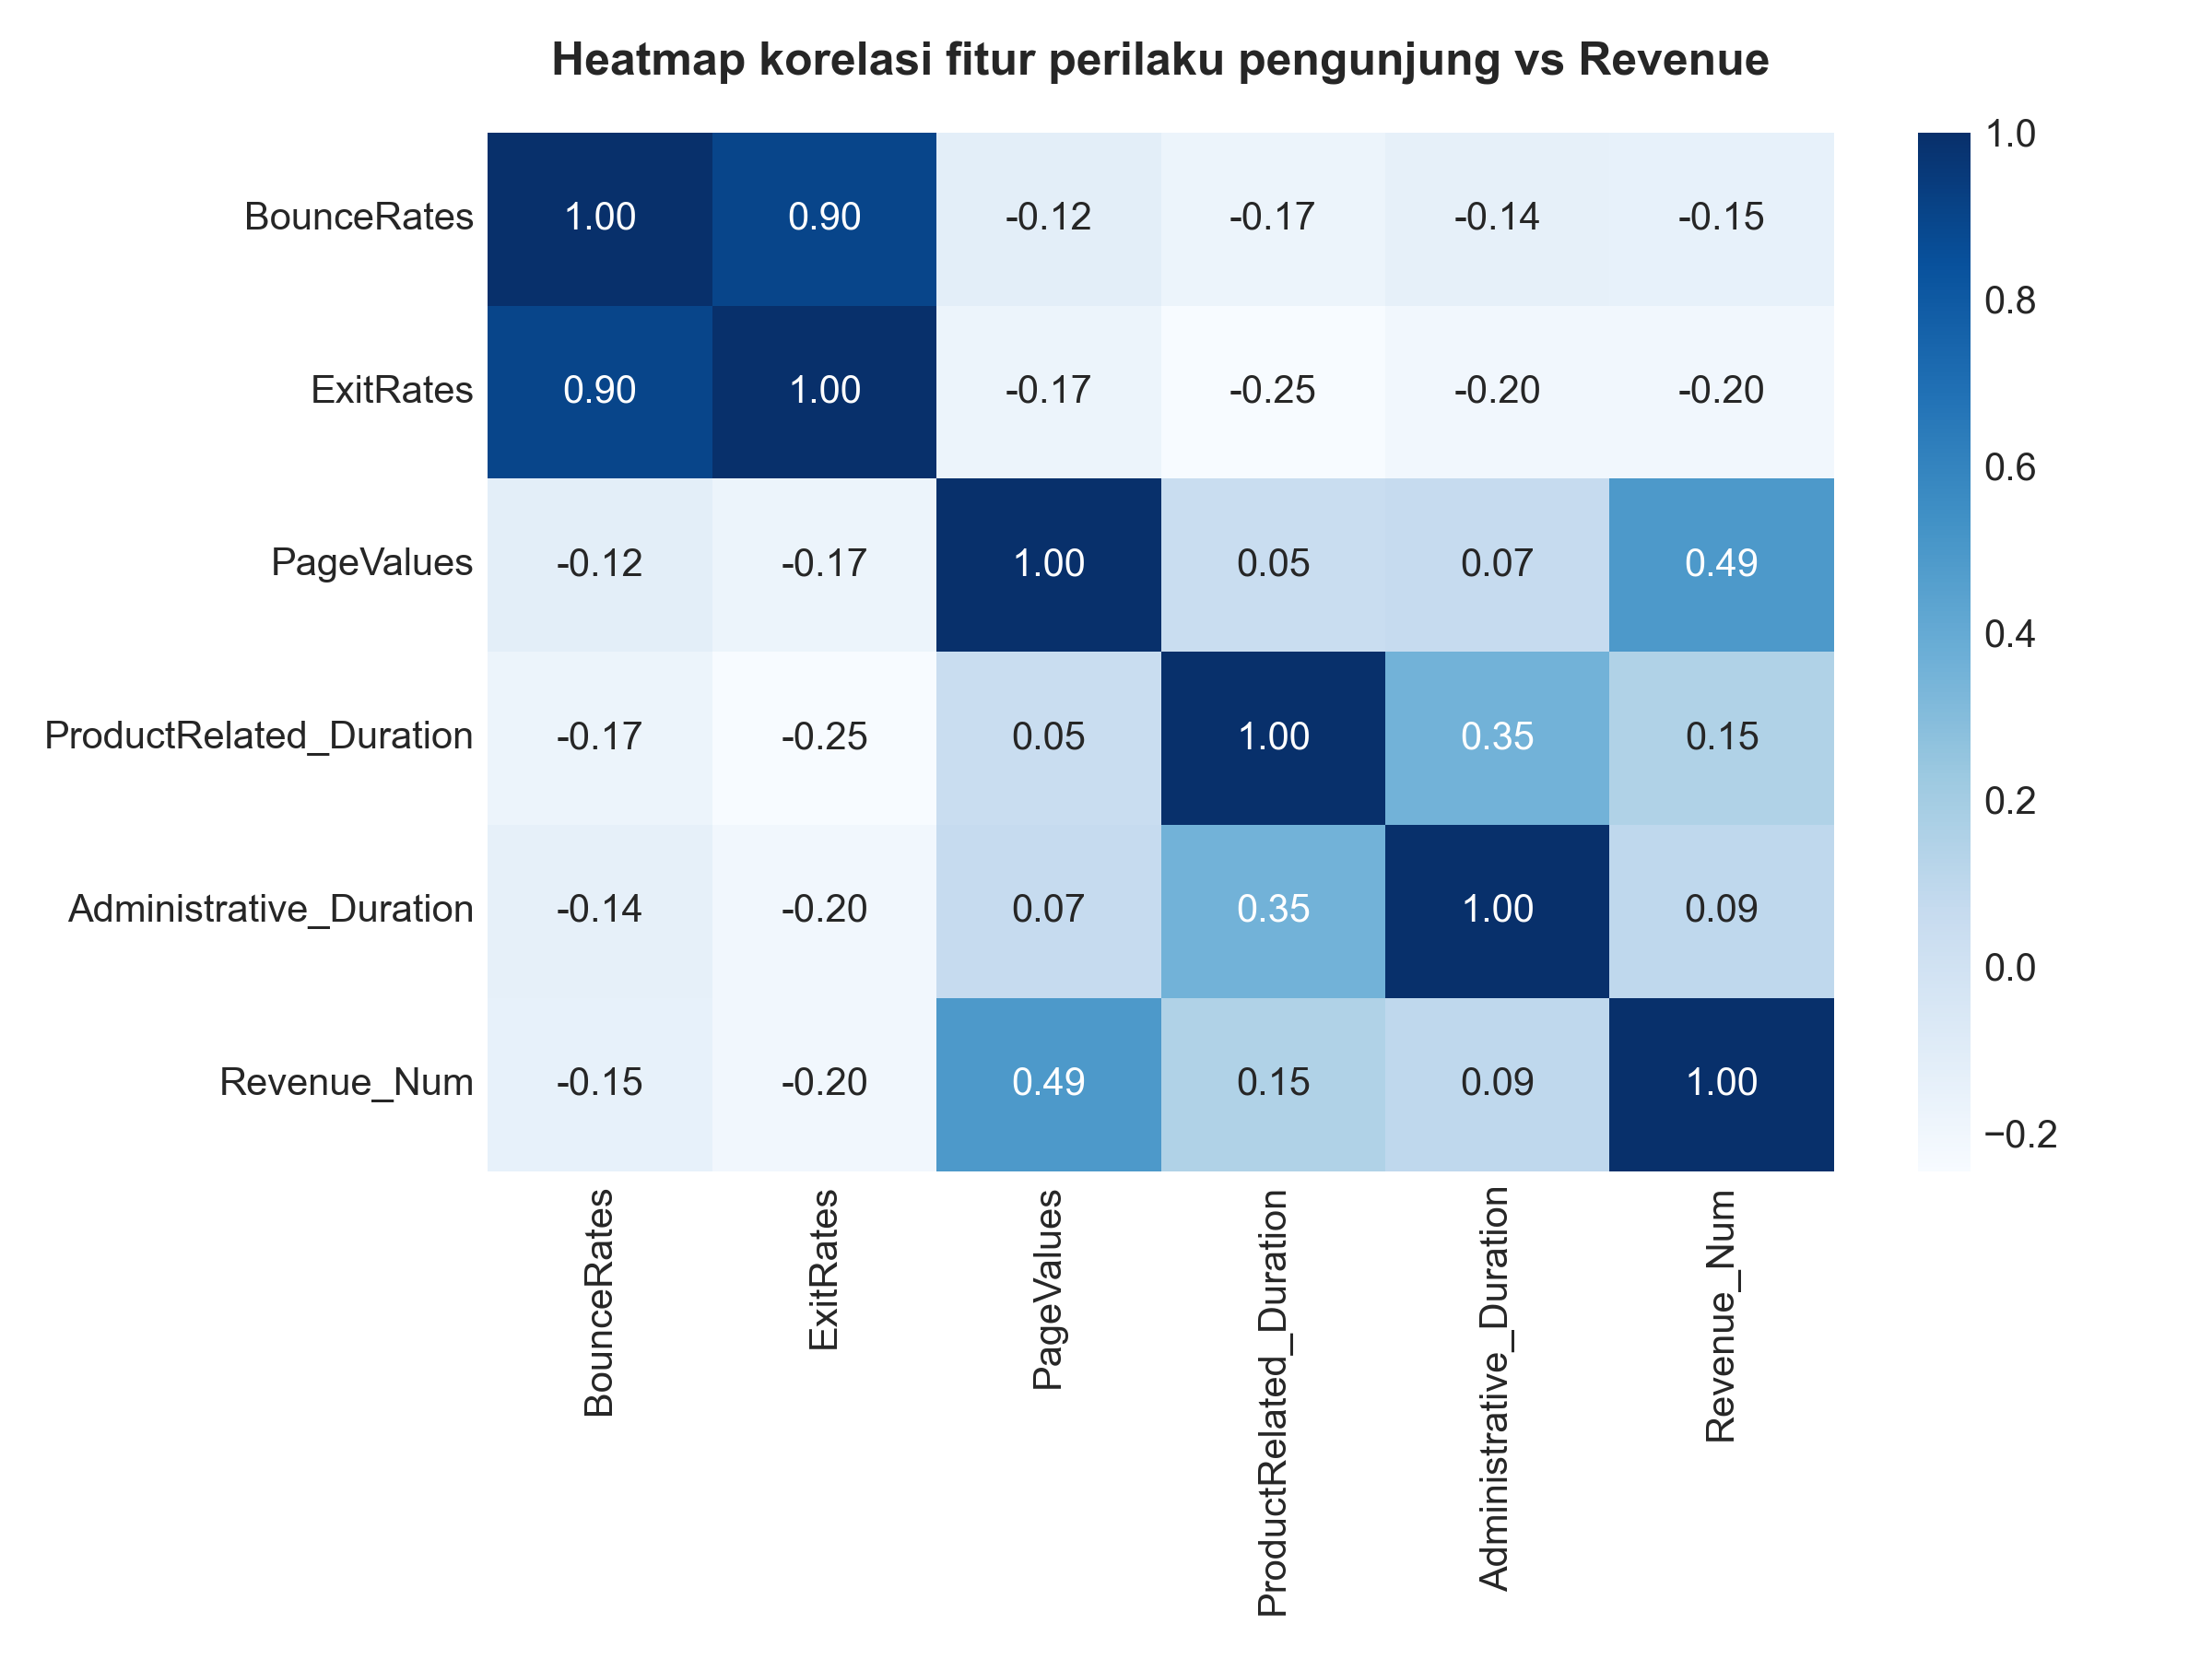 Heatmap korelasi fitur perilaku pengunjung vs Revenue
BounceRates 1.00 0.90 -0.12 -0.17 -0.14 -0.15
ExitRates 0.90 1.00 -0.17 -0.25 -0.20 -0.20
PageValues -0.12 -0.17 1.00 0.05 0.07 0.49
ProductRelated_Duration -0.17 -0.25 0.05 1.00 0.35 0.15
Administrative_Duration -0.14 -0.20 0.07 0.35 1.00 0.09
Revenue_Num -0.15 -0.20 0.49 0.15 0.09 1.00
BounceRates
ExitRates
PageValues
ProductRelated_Duration
Administrative_Duration
Revenue_Num
1.0
0.8
0.6
0.4
0.2
0.0
−0.2